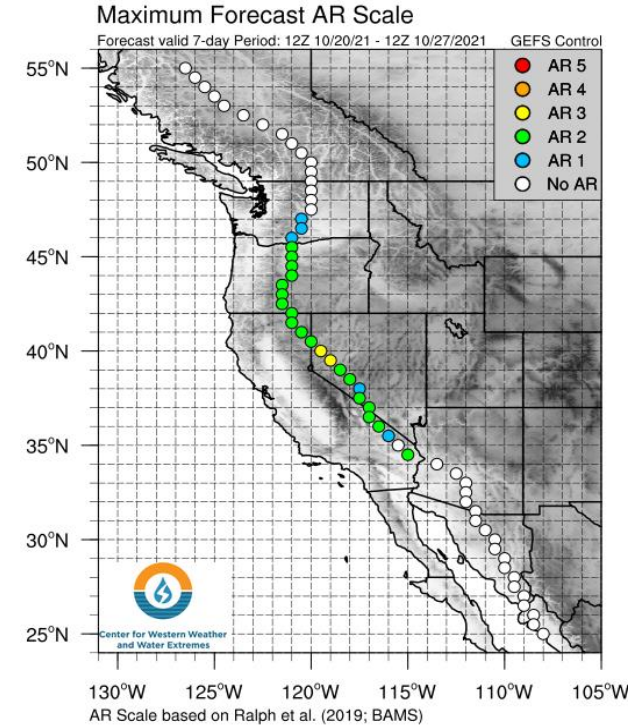 Maximum Forecast AR Scale
Forecast valid 7-day Period: 12Z 10/20/21 - 12Z 10/27/2021 GEFS Control
AR 5
AR 4
AR 3
AR 2
AR 1
No AR
55°N
50°N
45°N
40°N
35°N
30°N
25°N
Center for Western Weather
and Water Extremes
130°W 125°W 120°W 115°W 110°W 105°W
AR Scale based on Ralph et al. (2019; BAMS)